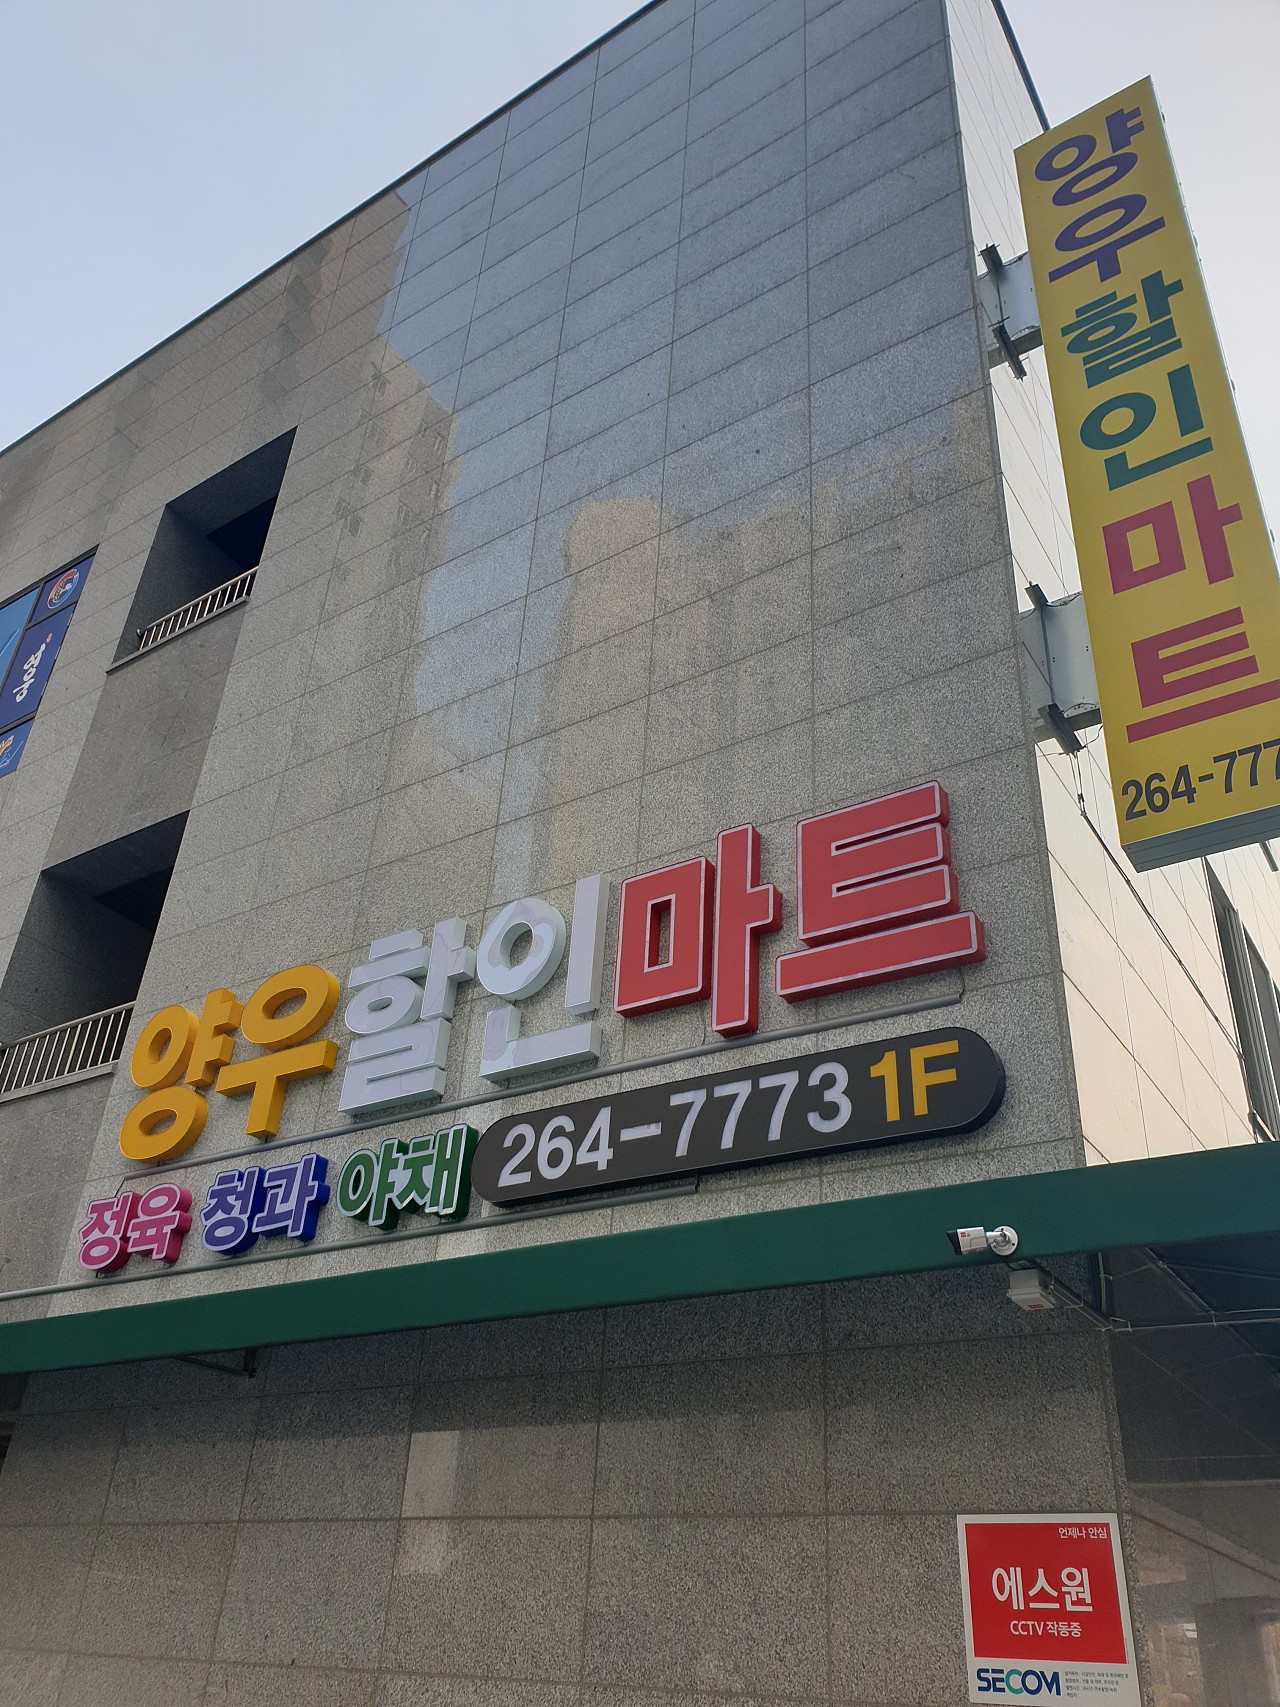 양우할인마트
264-777
양우할인마트
264-7773 1F
정육 청과 야채
언제나 안심
에스원
CCTV 작동중
SECOM